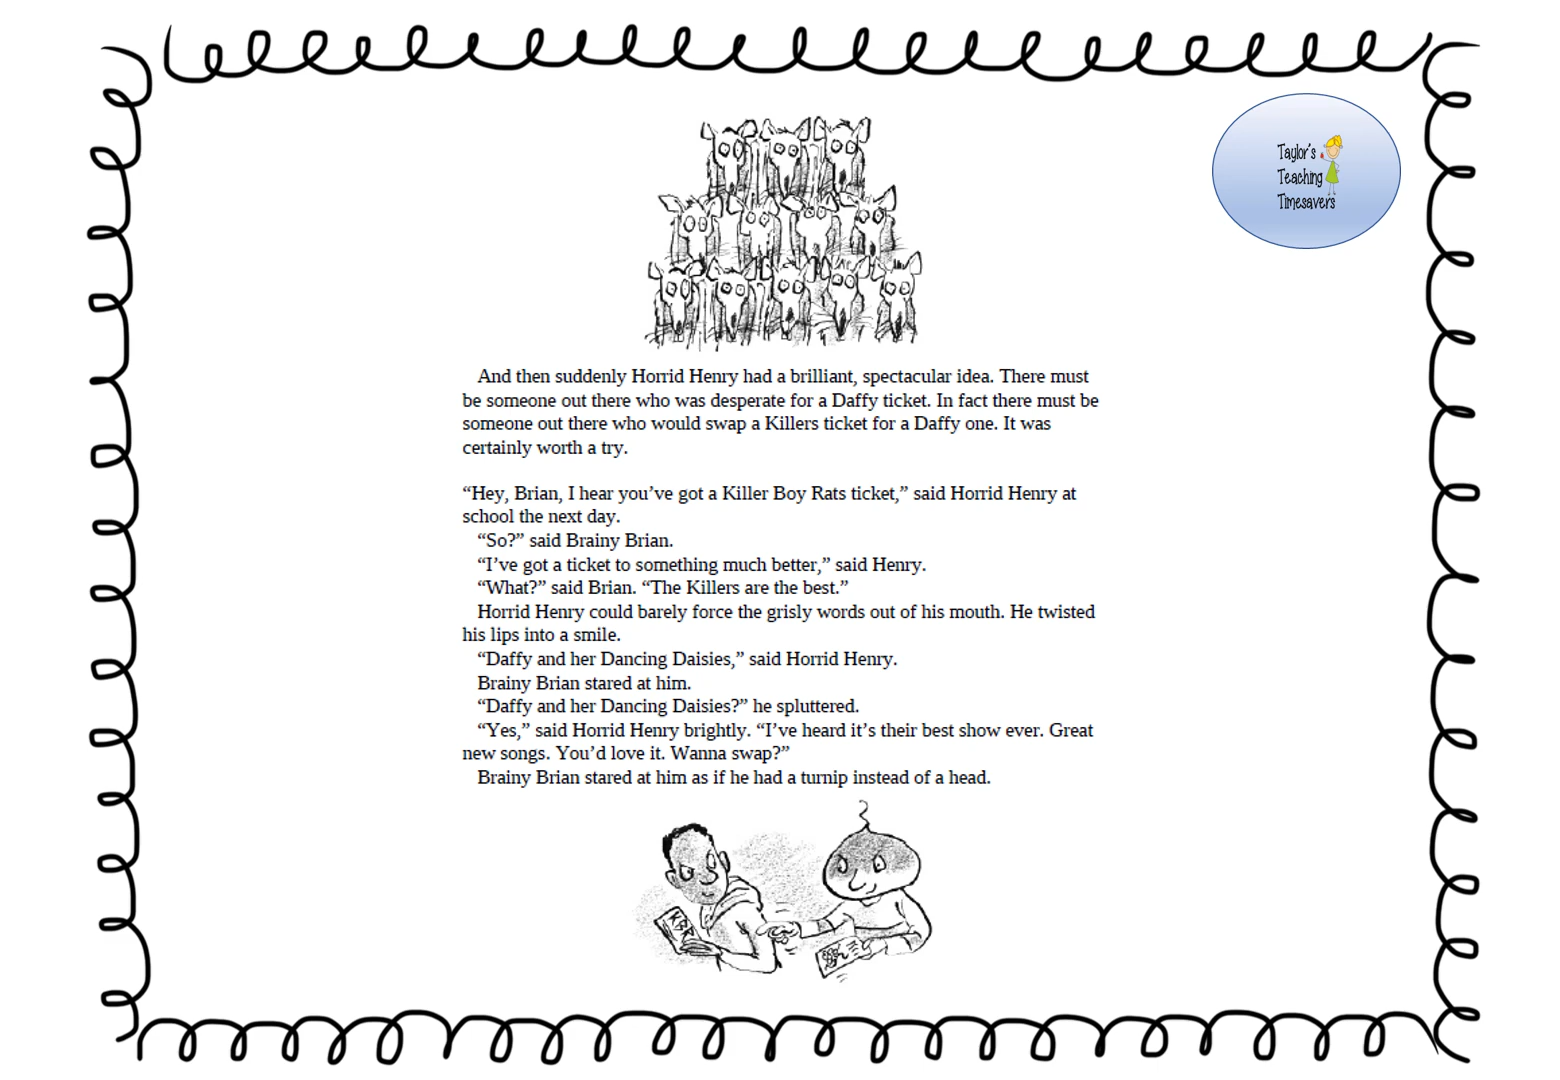 Taylor's
Teaching
Timesavers
And then suddenly Horrid Henry had a brilliant, spectacular idea. There must
be someone out there who was desperate for a Daffy ticket. In fact there must be
someone out there who would swap a Killers ticket for a Daffy one. It was
certainly worth a try.
“Hey, Brian, I hear you’ve got a Killer Boy Rats ticket,” said Horrid Henry at
school the next day.
“So?” said Brainy Brian.
“I’ve got a ticket to something much better,” said Henry.
“What?” said Brian. “The Killers are the best.”
Horrid Henry could barely force the grisly words out of his mouth. He twisted
his lips into a smile.
“Daffy and her Dancing Daisies,” said Horrid Henry.
Brainy Brian stared at him.
“Daffy and her Dancing Daisies?” he spluttered.
“Yes,” said Horrid Henry brightly. “I’ve heard it’s their best show ever. Great
new songs. You’d love it. Wanna swap?”
Brainy Brian stared at him as if he had a turnip instead of a head.